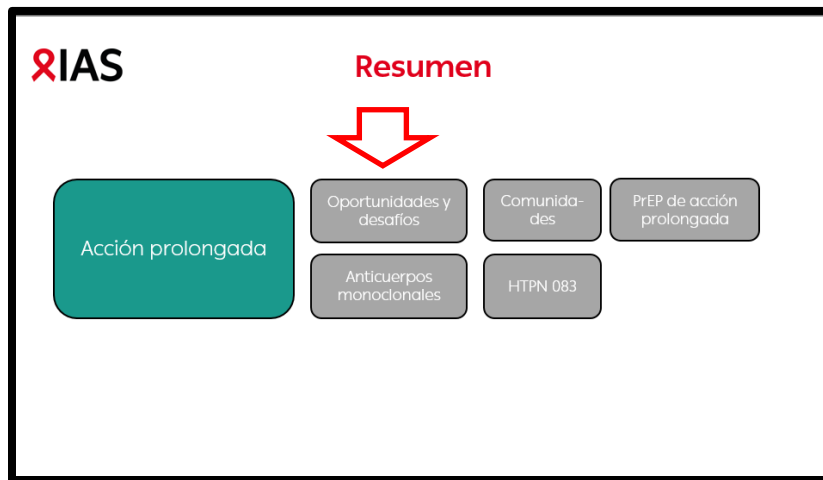 IAS
Resumen
Acción prolongada
Oportunidades y
desafíos
Comunida-
des
PrEP de acción
prolongada
Anticuerpos
monoclonales
HTPN 083